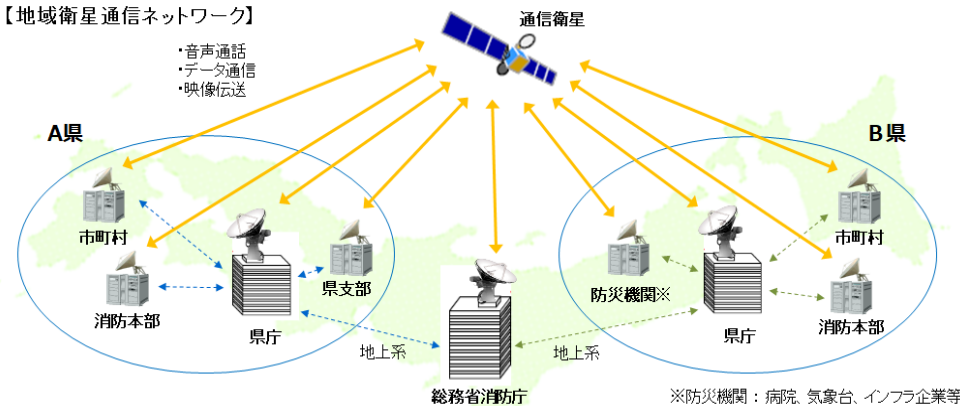 【地域衛星通信ネットワーク】
・音声通話
・データ通信
・映像伝送
通信衛星
A県
B県
市町村
消防本部
県庁
県支部
地上系
総務省消防庁
地上系
防災機関※
県庁
市町村
消防本部
※防災機関：病院、気象台、インフラ企業等